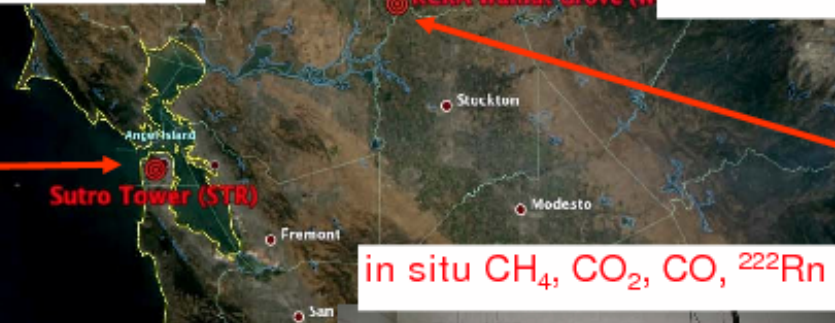 Stockton
Angel Island
Sutro Tower (STR)
Modesto
Fremont
in situ CH₄, CO₂, CO, ²²²Rn
San